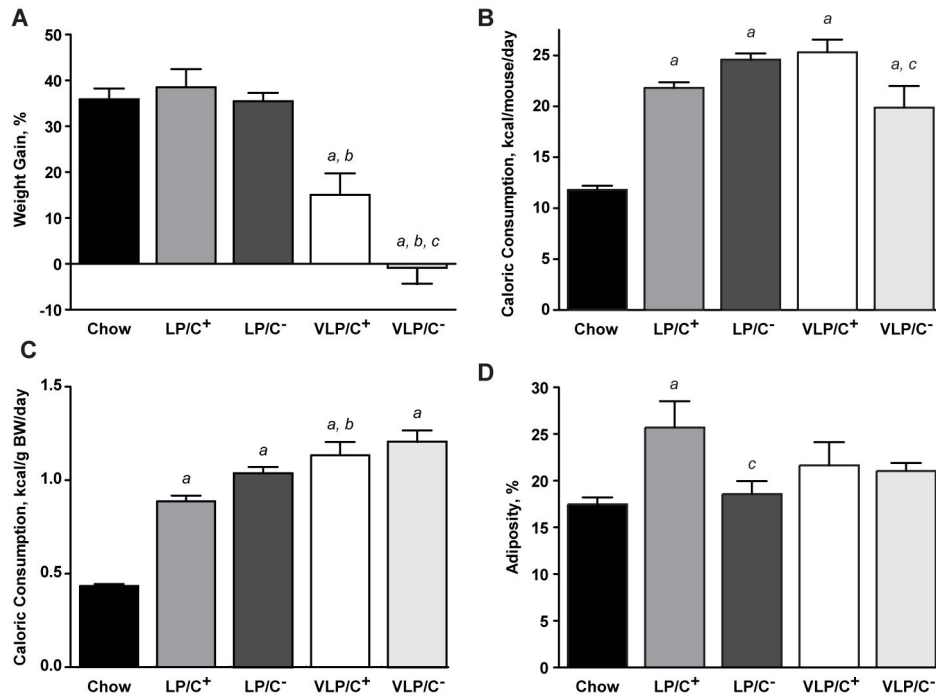 A
Weight Gain, %
50
40
30
20
10
0
-10
a, b
a, b, c
Chow LP/C+ LP/C- VLP/C+ VLP/C-
B
Caloric Consumption, kcal/mouse/day
25
20
15
10
5
0
a
a
a
a, c
Chow LP/C+ LP/C- VLP/C+ VLP/C-
C
Caloric Consumption, kcal/g BW/day
1.5
1.0
0.5
0.0
a
a
a, b
a
Chow LP/C+ LP/C- VLP/C+ VLP/C-
D
Adiposity, %
30
25
20
15
10
5
0
a
c
Chow LP/C+ LP/C- VLP/C+ VLP/C-